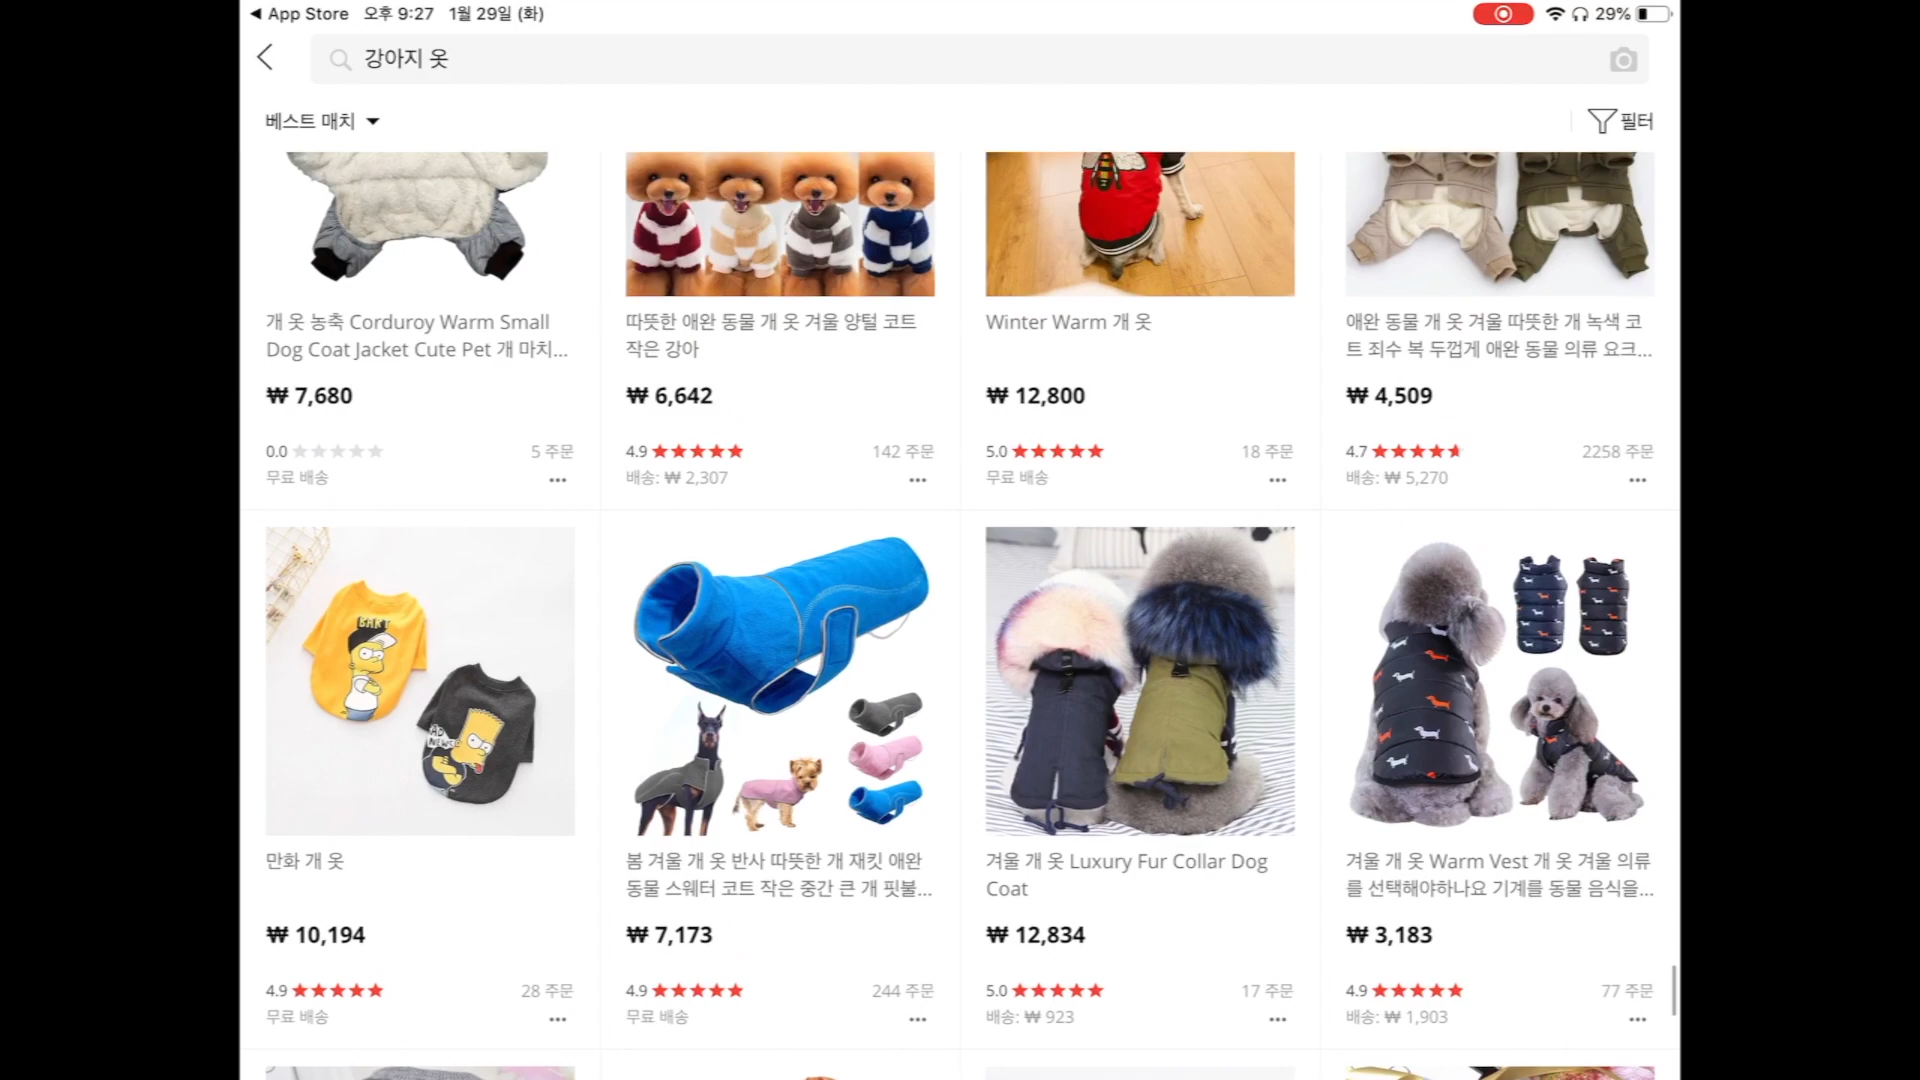 ◀ App Store 오후 9:27 1월 29일 (화) 29%
강아지 옷
베스트 매치 필터
개 옷 농축 Corduroy Warm Small
Dog Coat Jacket Cute Pet 개 마치...
₩ 7,680
0.0 5 주문
무료 배송
따뜻한 애완 동물 개 옷 겨울 양털 코트
작은 강아
₩ 6,642
4.9 142 주문
배송: ₩ 2,307
Winter Warm 개 옷
₩ 12,800
5.0 18 주문
무료 배송
애완 동물 개 옷 겨울 따뜻한 개 녹색 코
트 죄수 복 두껍게 애완 동물 의류 요크...
₩ 4,509
4.7 2258 주문
배송: ₩ 5,270
BART
만화 개 옷
₩ 10,194
4.9 28 주문
무료 배송
봄 겨울 개 옷 반사 따뜻한 개 재킷 애완
동물 스웨터 코트 작은 중간 큰 개 핏불...
₩ 7,173
4.9 244 주문
무료 배송
겨울 개 옷 Luxury Fur Collar Dog
Coat
₩ 12,834
5.0 17 주문
배송: ₩ 923
겨울 개 옷 Warm Vest 개 옷 겨울 의류
를 선택해야하나요 기계를 동물 음식을...
₩ 3,183
4.9 77 주문
배송: ₩ 1,903